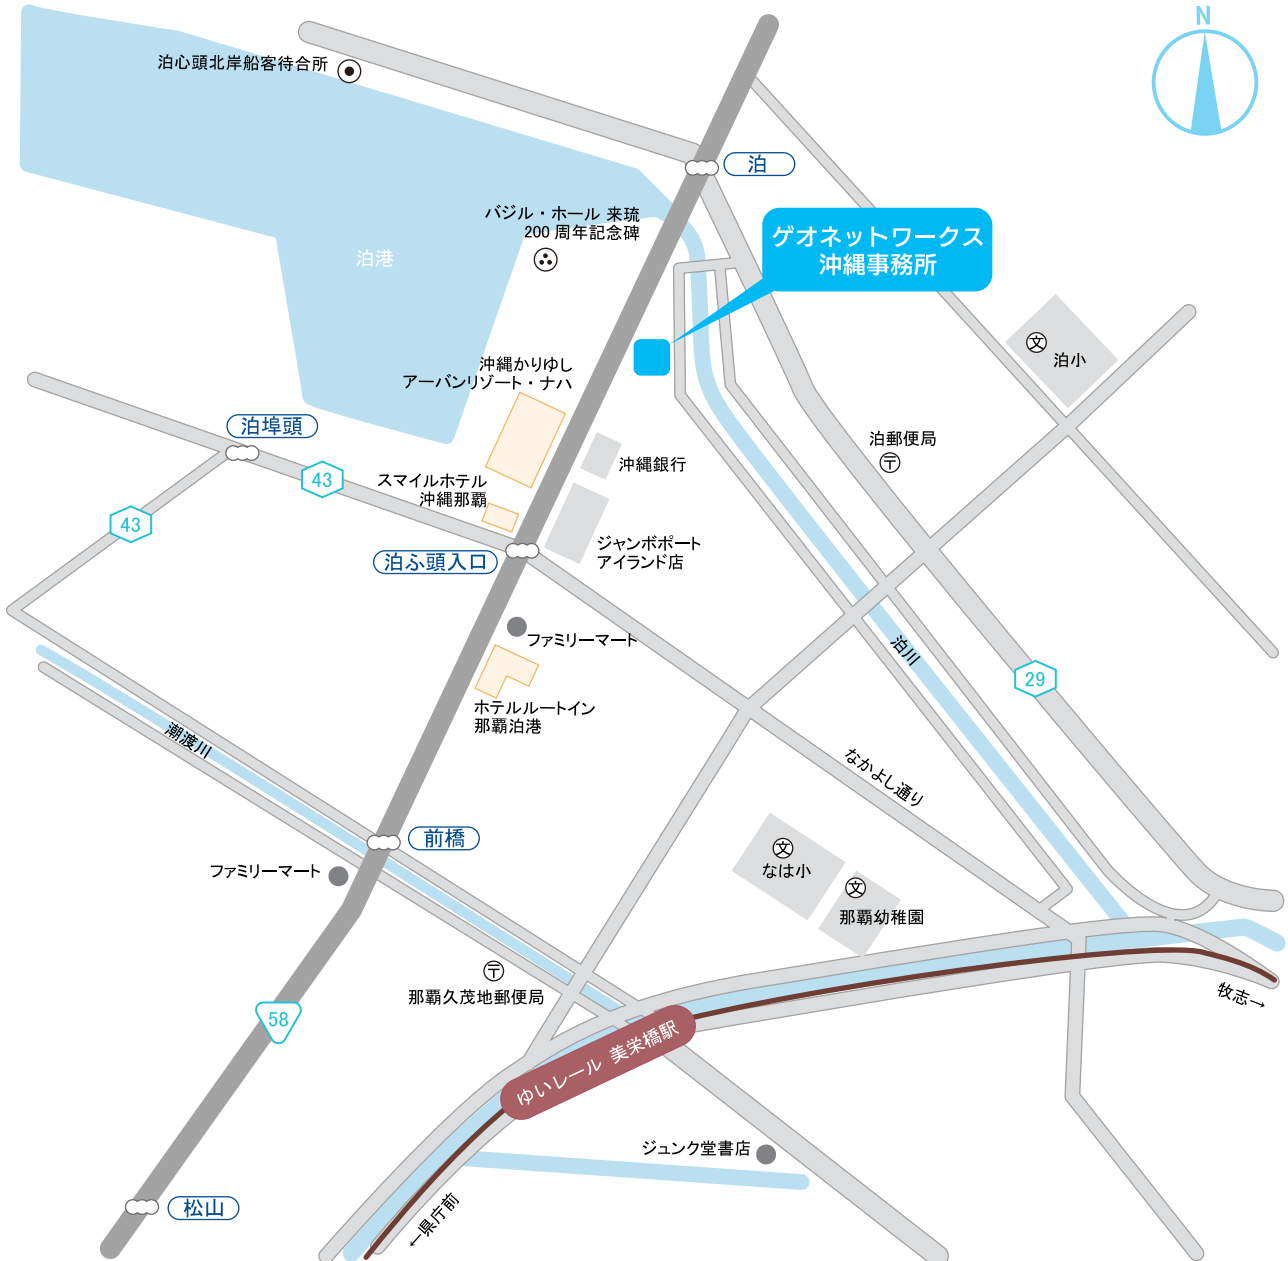 N
泊心頭北岸船客待合所
泊
バジル・ホール 来琉
200 周年記念碑
ゲオネットワークス
沖縄事務所
泊港
文
泊小
沖縄かりゆし
アーバンリゾート・ナハ
泊埠頭
泊郵便局
〒
43
スマイルホテル
沖縄那覇
沖縄銀行
43
泊ふ頭入口
ジャンボポート
アイランド店
ファミリーマート
泊川
29
ホテルルートイン
那覇泊港
潮渡川
なかよし通り
前橋
文
なは小
ファミリーマート
文
那覇幼稚園
〒
那覇久茂地郵便局
牧志→
58
ゆいレール 美栄橋駅
ジュンク堂書店
松山
←県庁前